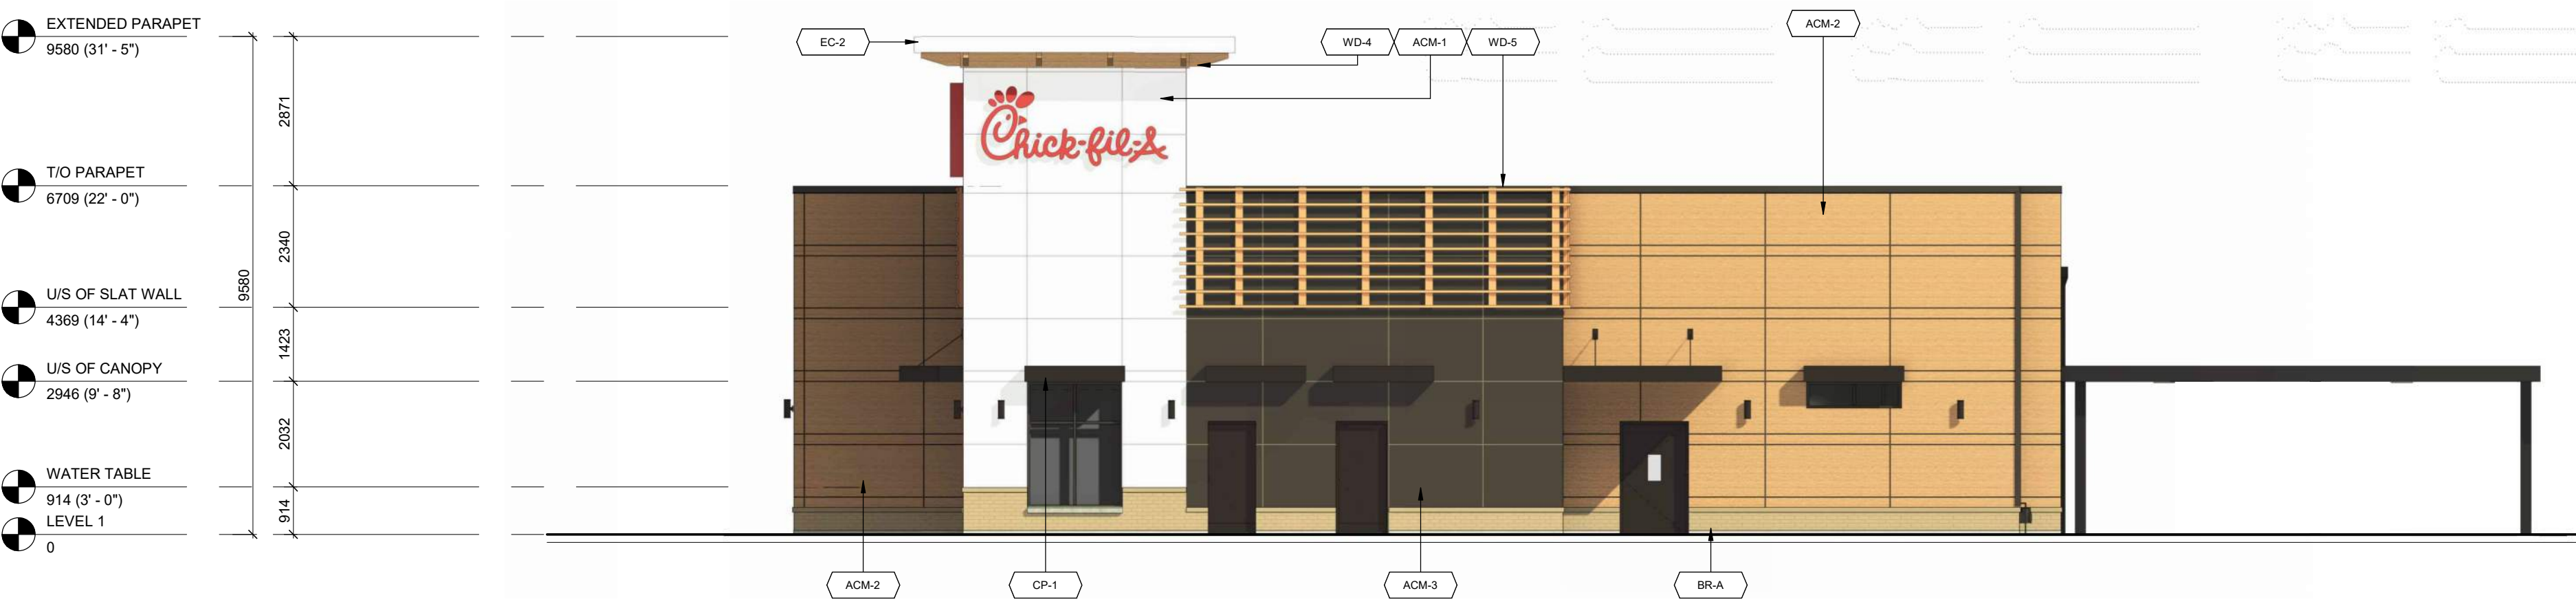 EXTENDED PARAPET
9580 (31' - 5")
T/O PARAPET
6709 (22' - 0")
U/S OF SLAT WALL
4369 (14' - 4")
U/S OF CANOPY
2946 (9' - 8")
WATER TABLE
914 (3' - 0")
LEVEL 1
0
9580
2871
2340
1423
2032
914
EC-2
WD-4 ACM-1 WD-5
ACM-2
Chick-fil-A
ACM-2
CP-1
ACM-3
BR-A